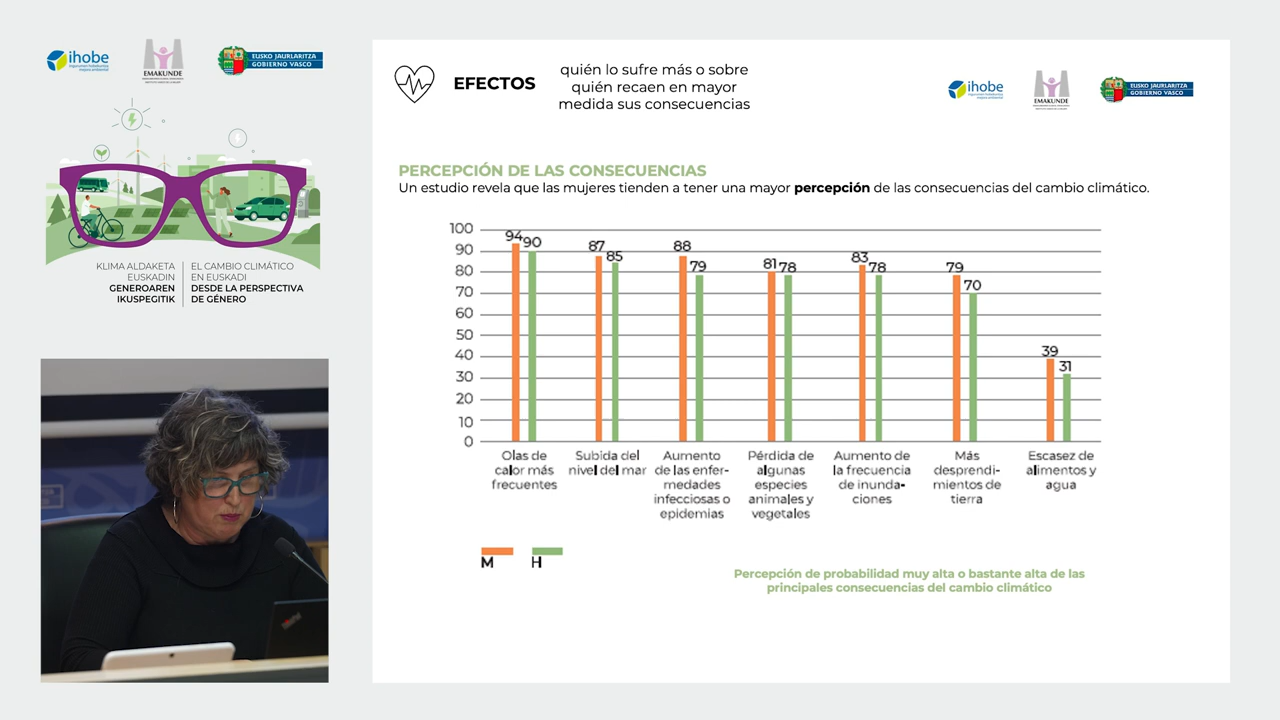 ihobe
EMAKUNDE
EUSKO JAURLARITZA
GOBIERNO VASCO
KLIMA ALDAKETA
EUSKADIN
GENEROAREN
IKUSPEGITIK
EL CAMBIO CLIMÁTICO
EN EUSKADI
DESDE LA PERSPECTIVA
DE GÉNERO
EFECTOS
quién lo sufre más o sobre
quién recaen en mayor
medida sus consecuencias
ihobe
EMAKUNDE
EUSKO JAURLARITZA
GOBIERNO VASCO
PERCEPCIÓN DE LAS CONSECUENCIAS
Un estudio revela que las mujeres tienden a tener una mayor percepción de las consecuencias del cambio climático.
100
90
80
70
60
50
40
30
20
10
0
94 90
87 85
88 79
81 78
83 78
79 70
39 31
Olas de
calor más
frecuentes
Subida del
nivel del mar
Aumento
de las enfer-
medades
infecciosas o
epidemias
Pérdida de
algunas
especies
animales y
vegetales
Aumento de
la frecuencia
de inunda-
ciones
Más
desprendi-
mientos de
tierra
Escasez de
alimentos y
agua
M H
Percepción de probabilidad muy alta o bastante alta de las
principales consecuencias del cambio climático